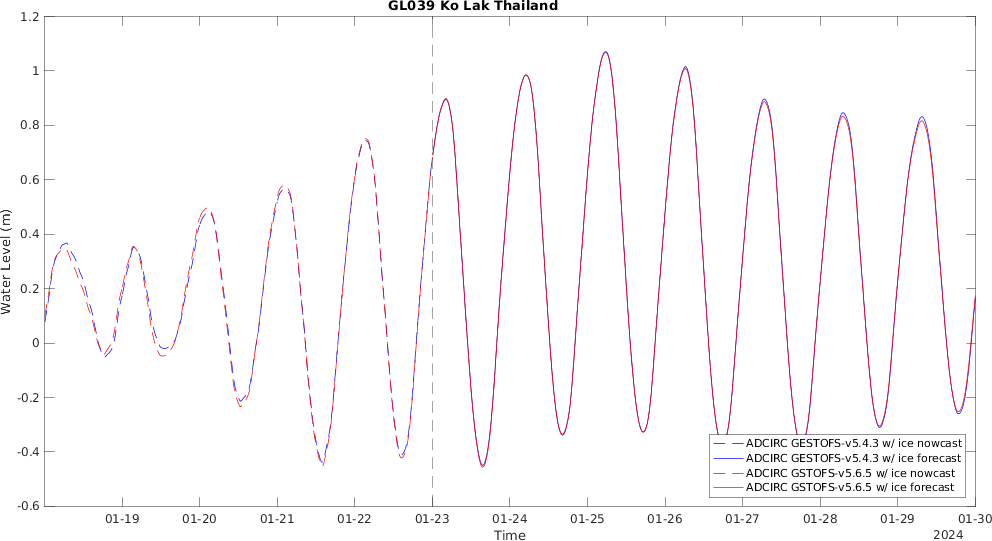 GL039 Ko Lak Thailand
Water Level (m)
1.2
1
0.8
0.6
0.4
0.2
0
-0.2
-0.4
-0.6
ADCIRC GESTOFS-v5.4.3 w/ ice nowcast
ADCIRC GESTOFS-v5.4.3 w/ ice forecast
ADCIRC GSTOFS-v5.6.5 w/ ice nowcast
ADCIRC GSTOFS-v5.6.5 w/ ice forecast
01-19 01-20 01-21 01-22 01-23 01-24 01-25 01-26 01-27 01-28 01-29 01-30
Time
2024